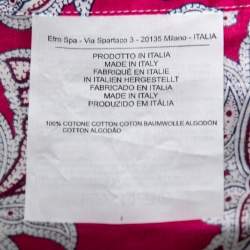 Etro Spa - Via Spartaco 3 - 20135 Milano - ITALIA
PRODOTTO IN ITALIA
MADE IN ITALY
FABRIQUÉ EN ITALIE
IN ITALIEN HERGESTELLT
FABRICADO EN ITALIA
MADE IN ITALY
PRODUZIDO EM ITÁLIA
100% COTONE COTTON COTON BAUMWOLLE ALGODÓN
COTTON ALGODÃO